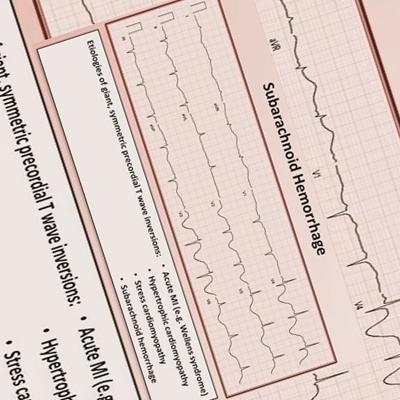 aVR
Subarachnoid Hemorrhage
V1
V4
Etiologies of giant, symmetric precordial T wave inversions:
• Acute MI (e.g. Wellens syndrome)
• Hypertrophic cardiomyopathy
• Stress cardiomyopathy
• Subarachnoid hemorrhage
symmetric precordial T wave inversions:
• Acute MI (e.g.
• Hypertroph
• Stress ca